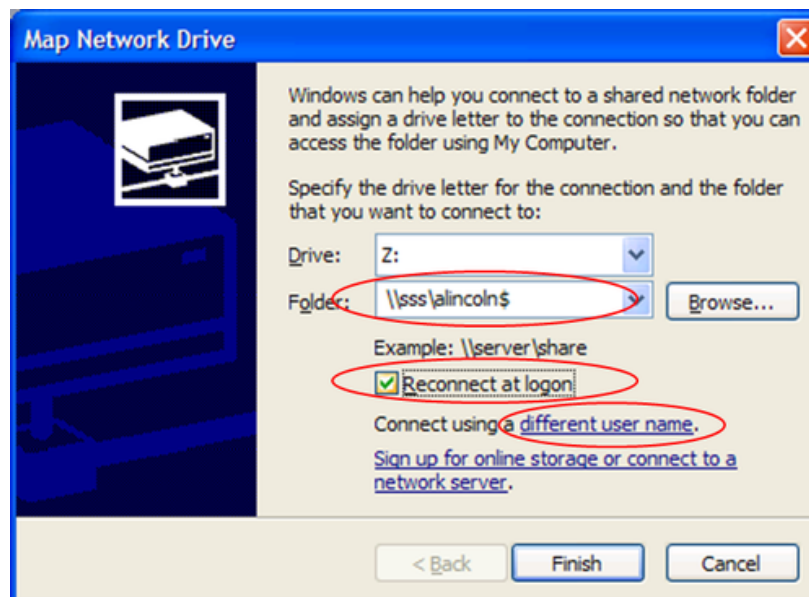 Map Network Drive
Windows can help you connect to a shared network folder
and assign a drive letter to the connection so that you can
access the folder using My Computer.
Specify the drive letter for the connection and the folder
that you want to connect to:
Drive: Z:
Folder: \\sss\alincoln$ Browse...
Example: \\server\share
Reconnect at logon
Connect using a different user name.
Sign up for online storage or connect to a
network server.
< Back Finish Cancel